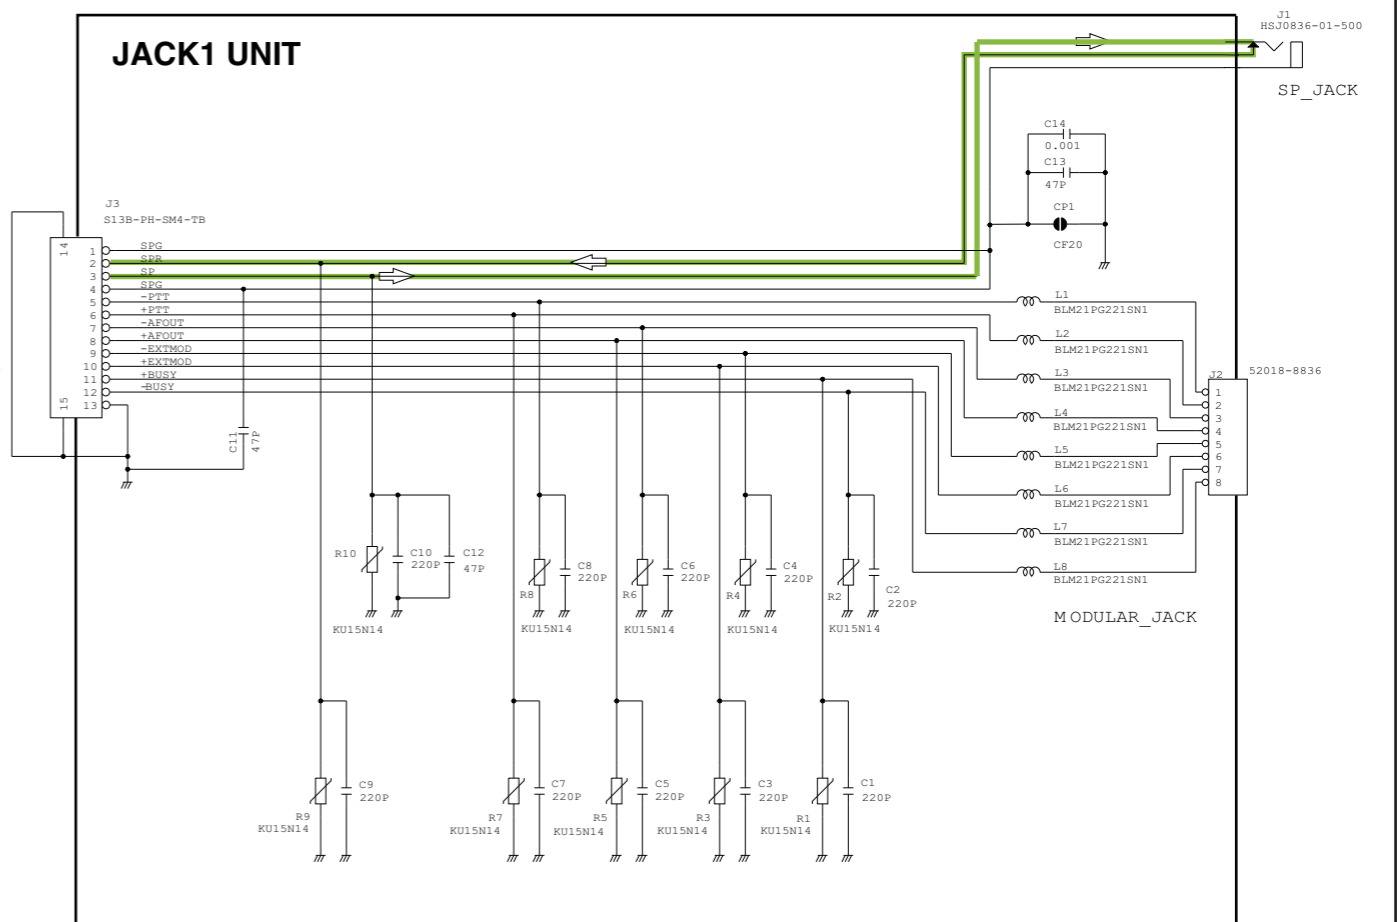 JACK1 UNIT
J1
HSJ0836-01-500
SP_JACK
C14
0.001
C13
47P
CP1
CF20
J3
S13B-PH-SM4-TB
14
15
1 SPG
2 SPR
3 SP
4 SPG
5 -PTT
6 +PTT
7 -AFOUT
8 +AFOUT
9 -EXTMOD
10 +EXTMOD
11 +BUSY
12 -BUSY
13
C11
47P
L1
BLM21PG221SN1
L2
BLM21PG221SN1
L3
BLM21PG221SN1
L4
BLM21PG221SN1
L5
BLM21PG221SN1
L6
BLM21PG221SN1
L7
BLM21PG221SN1
L8
BLM21PG221SN1
J2
52018-8836
1
2
3
4
5
6
7
8
MODULAR_JACK
R10
KU15N14
C10
220P
C12
47P
R8
KU15N14
C8
220P
R6
KU15N14
C6
220P
R4
KU15N14
C4
220P
R2
KU15N14
C2
220P
R9
KU15N14
C9
220P
R7
KU15N14
C7
220P
R5
KU15N14
C5
220P
R3
KU15N14
C3
220P
R1
KU15N14
C1
220P